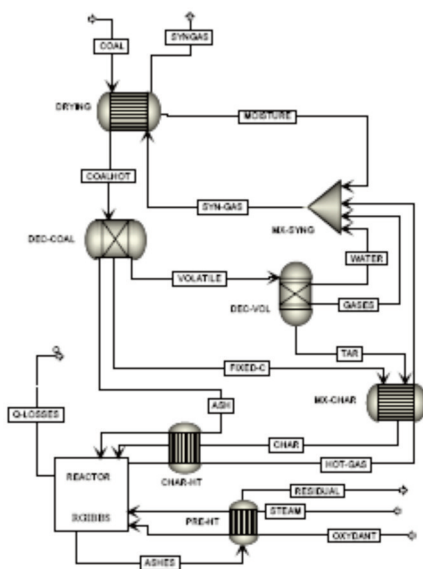 COAL
SYNGAS
DRYING
MOISTURE
COALHOT
SYN-GAS
MX-SYNG
DEC-COAL
WATER
VOLATILE
GASES
DEC-VOL
TAR
FIXED-C
MX-CHAR
ASH
Q-LOSSES
CHAR
CHAR-HT
HOT-GAS
REACTOR
RGIBBS
RESIDUAL
STEAM
PRE-HT
OXYDANT
ASHES